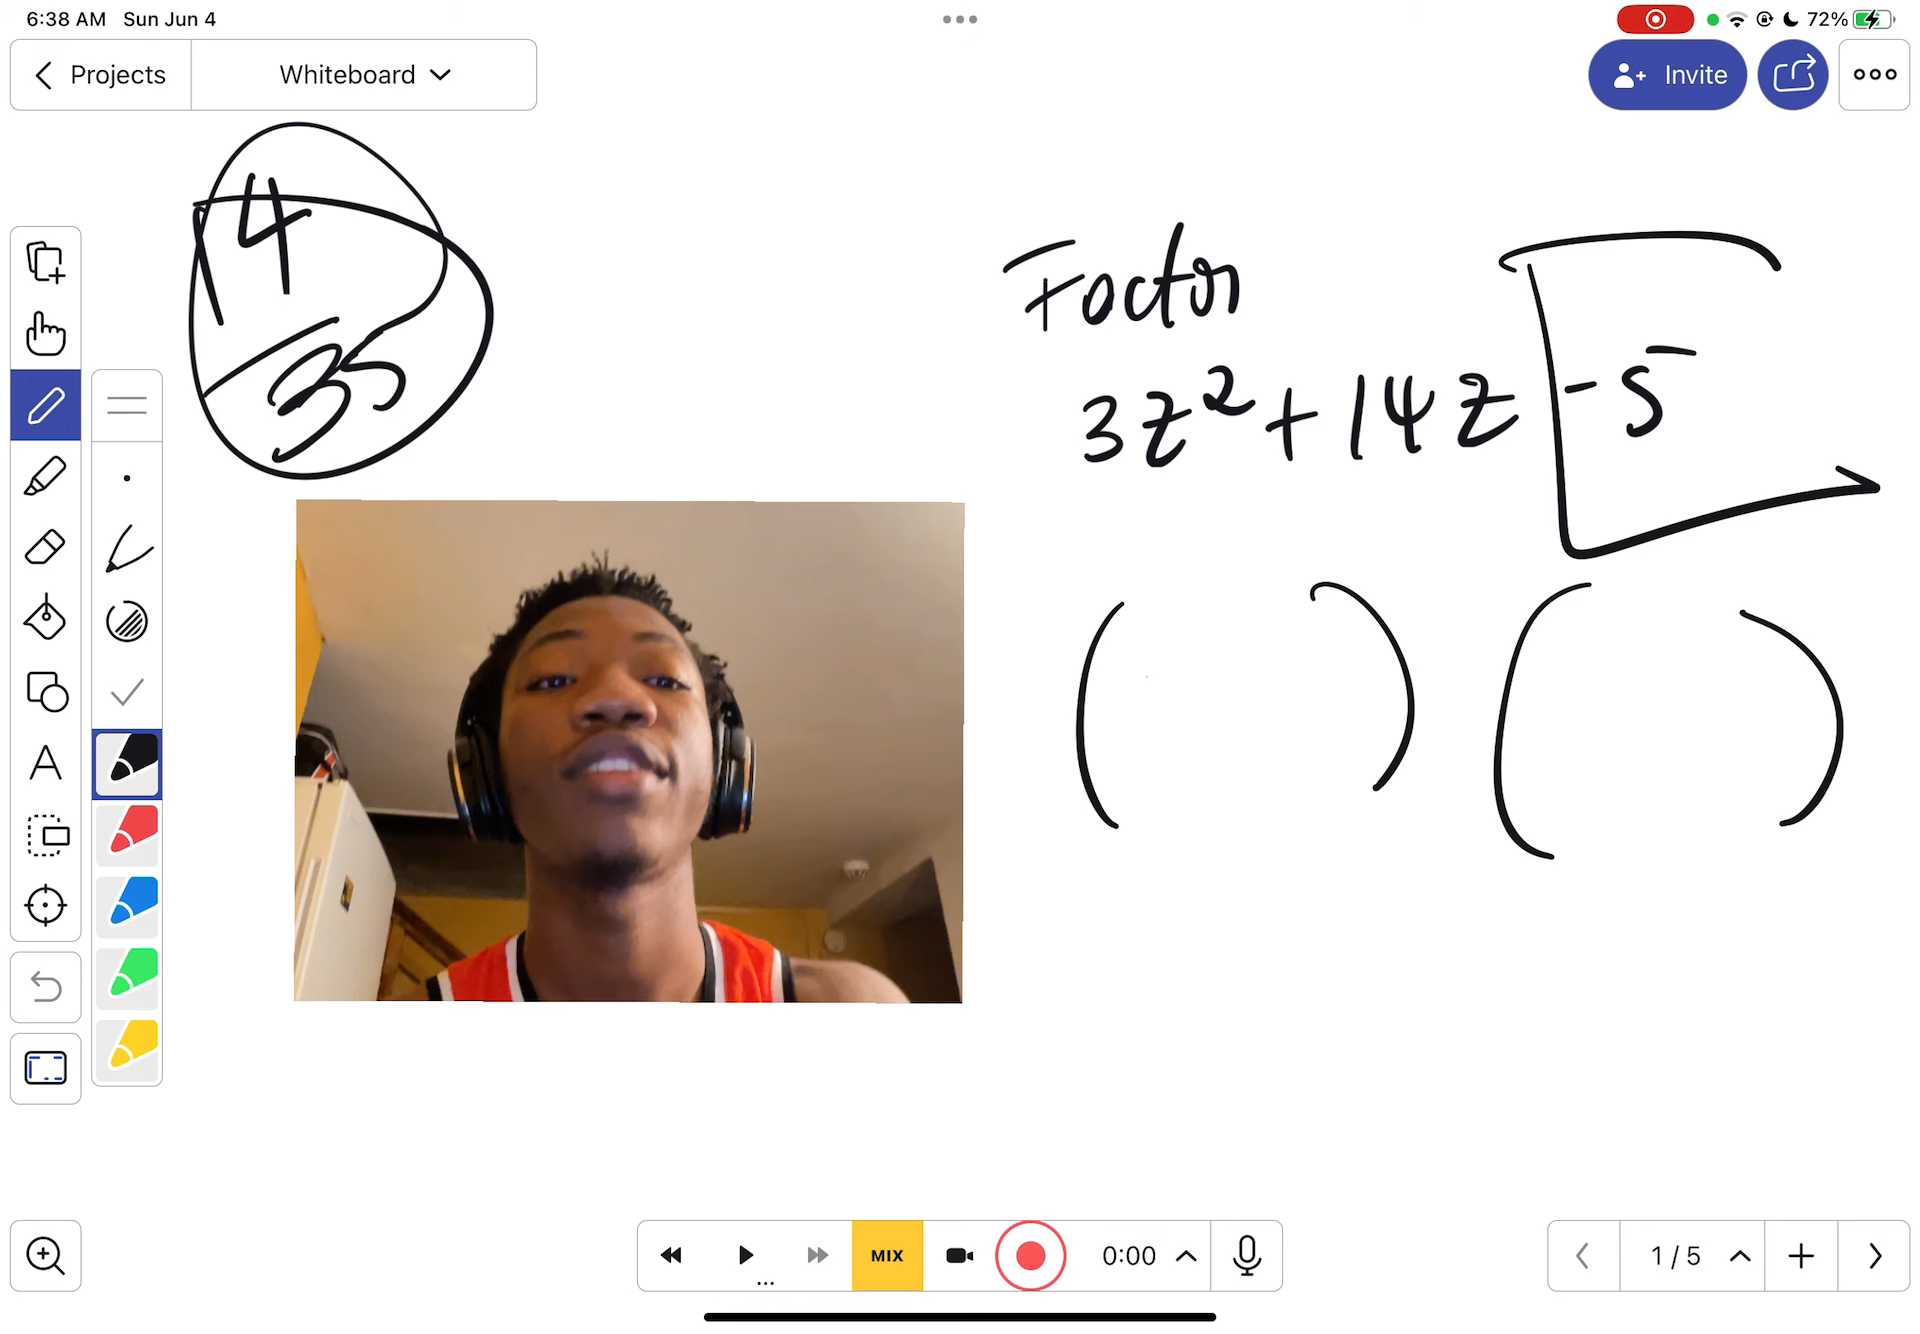 6:38 AM Sun Jun 4
72%
Projects
Whiteboard
Invite
14
35
Factor
3z²+14z -5
( ) ( )
A
MIX
0:00
1 / 5